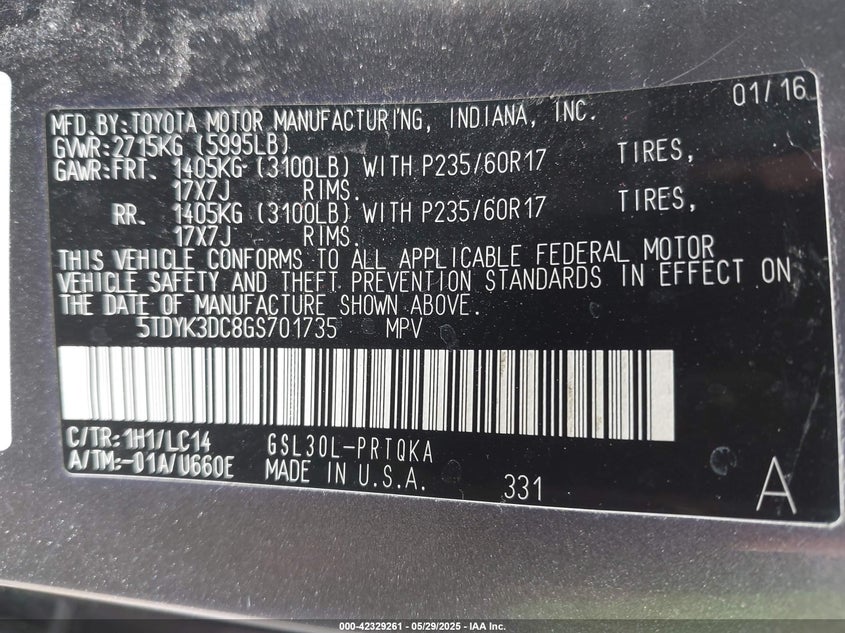 01/16
MFD.BY:TOYOTA MOTOR MANUFACTURING, INDIANA, INC.
GVWR:2715KG (5995LB)
GAWR:FRT. 1405KG (3100LB) WITH P235/60R17 TIRES,
17X7J RIMS.
RR. 1405KG (3100LB) WITH P235/60R17 TIRES,
17X7J RIMS.
THIS VEHICLE CONFORMS TO ALL APPLICABLE FEDERAL MOTOR
VEHICLE SAFETY AND THEFT PREVENTION STANDARDS IN EFFECT ON
THE DATE OF MANUFACTURE SHOWN ABOVE.
5TDYK3DC8GS701735 MPV
C/TR:1H1/LC14 GSL30L-PRTQKA
A/TM:-01A/U660E MADE IN U.S.A. 331 A
000-42329261 - 05/29/2025 - IAA Inc.